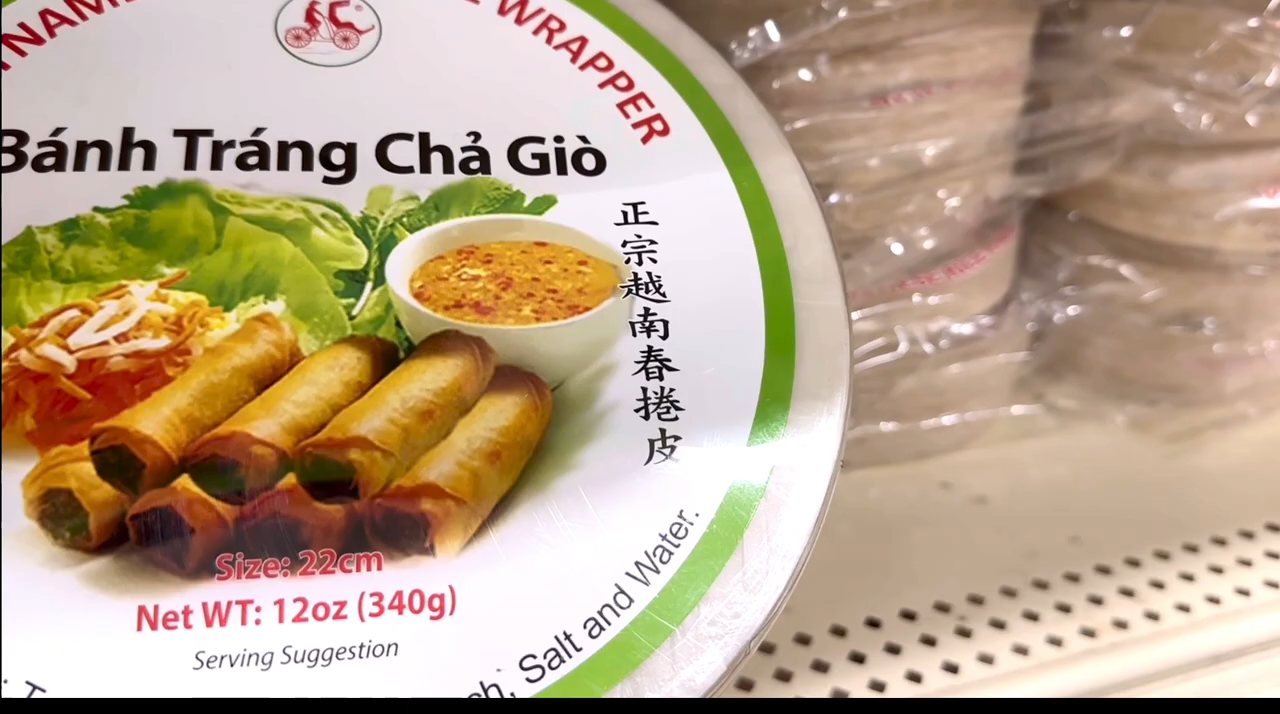 WRAPPER
Bánh Tráng Chả Giò
正宗越南春捲皮
Size: 22cm
Net WT: 12oz (340g)
Serving Suggestion
Salt and Water.